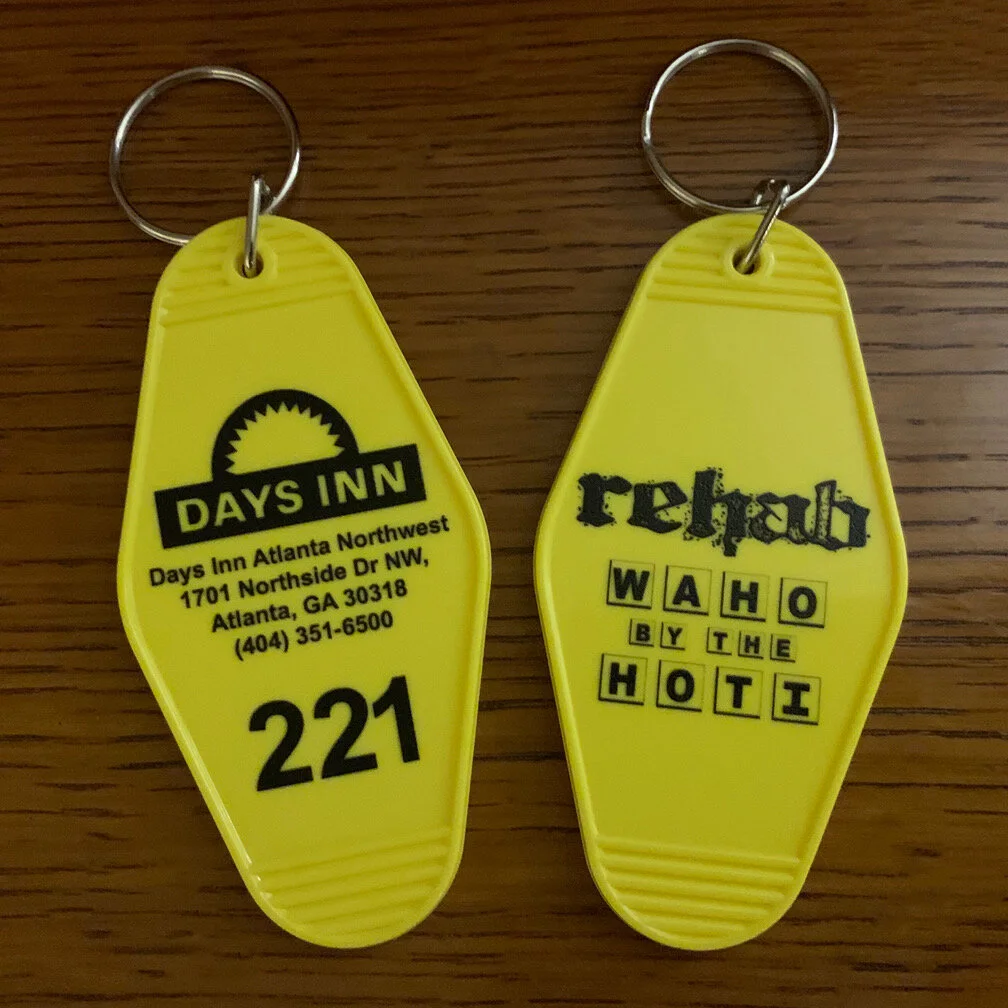 DAYS INN
Days Inn Atlanta Northwest
1701 Northside Dr NW,
Atlanta, GA 30318
(404) 351-6500
221
rehab
WAHO
BY THE
HOTI